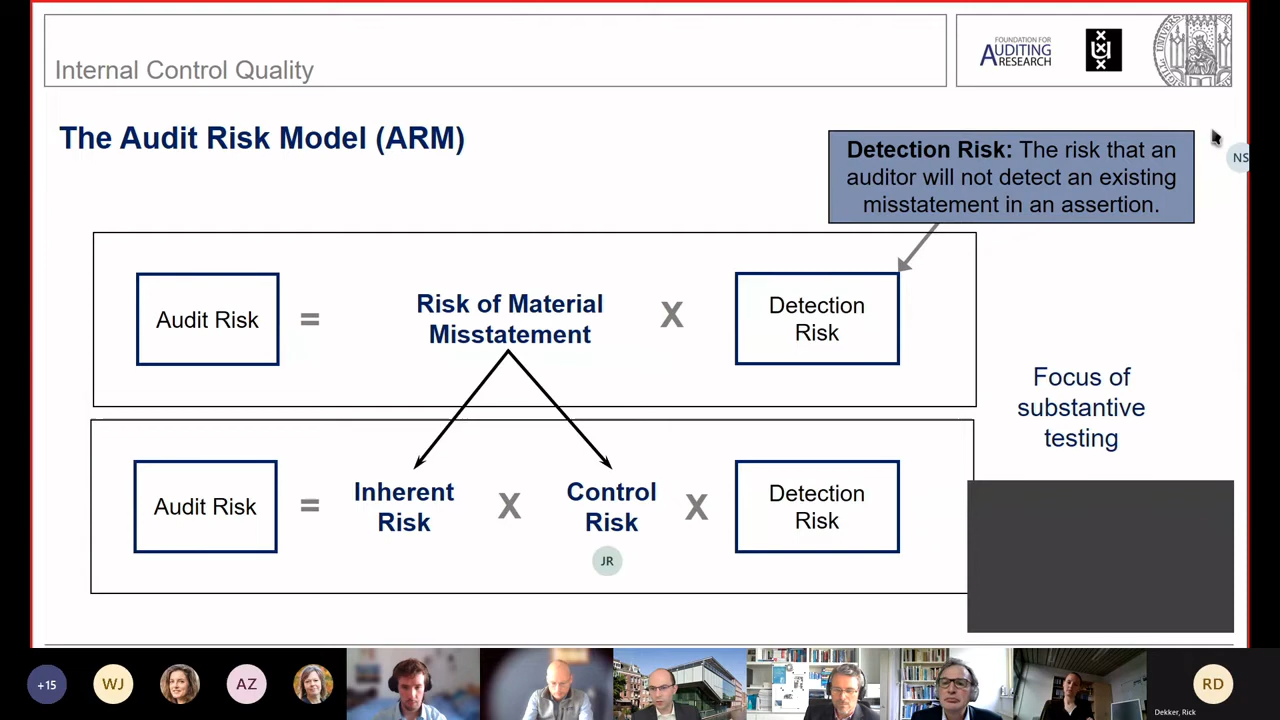 Internal Control Quality
FOUNDATION FOR
AUDITING
RESEARCH
The Audit Risk Model (ARM)
Detection Risk: The risk that an
auditor will not detect an existing
misstatement in an assertion.
NS
Audit Risk
=
Risk of Material
Misstatement
X
Detection
Risk
Focus of
substantive
testing
Audit Risk
=
Inherent
Risk
X
Control
Risk
X
Detection
Risk
JR
+15
WJ
AZ
RD
Dekker, Rick